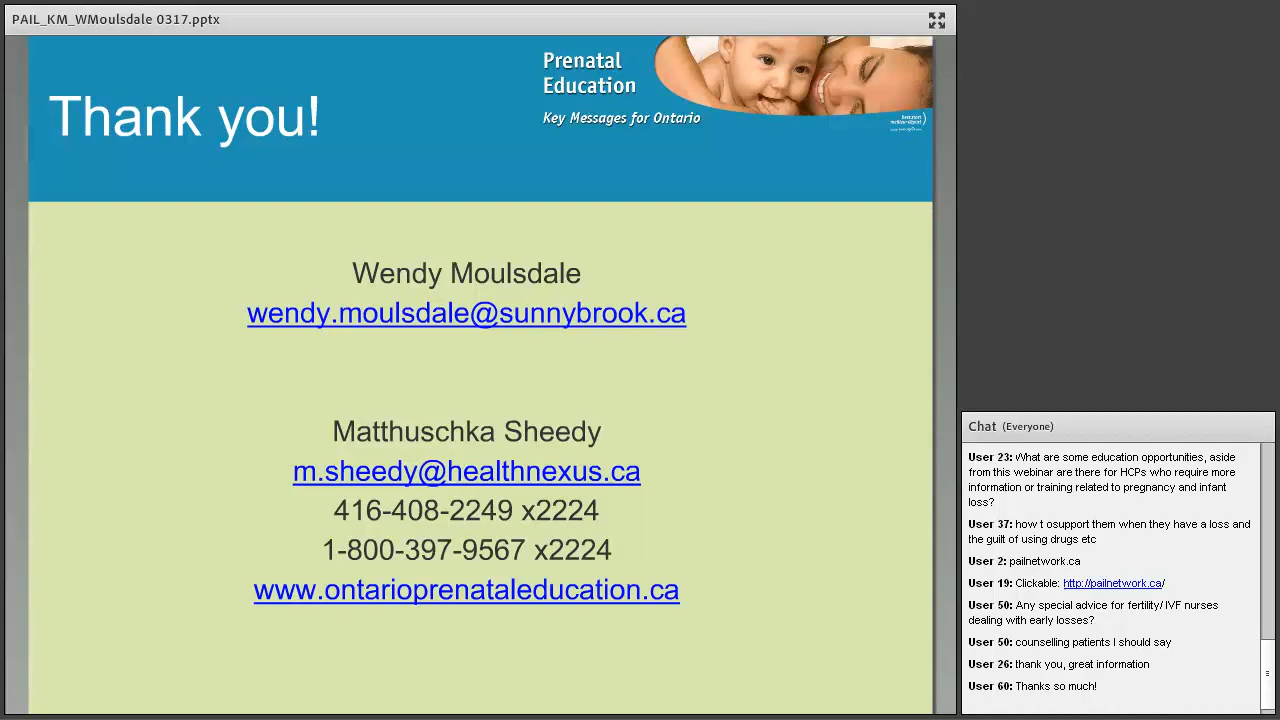 PAIL_KM_WMoulsdale 0317.pptx
Prenatal
Education
Key Messages for Ontario
Thank you!
Wendy Moulsdale
wendy.moulsdale@sunnybrook.ca
Matthuschka Sheedy
m.sheedy@healthnexus.ca
416-408-2249 x2224
1-800-397-9567 x2224
www.ontarioprenataleducation.ca
Chat (Everyone)
User 23: What are some education opportunities, aside
from this webinar are there for HCPs who require more
information or training related to pregnancy and infant
loss?
User 37: how t osupport them when they have a loss and
the guilt of using drugs etc
User 2: pailnetwork.ca
User 19: Clickable: http://pailnetwork.ca/
User 50: Any special advice for fertility/ IVF nurses
dealing with early losses?
User 50: counselling patients I should say
User 26: thank you, great information
User 60: Thanks so much!